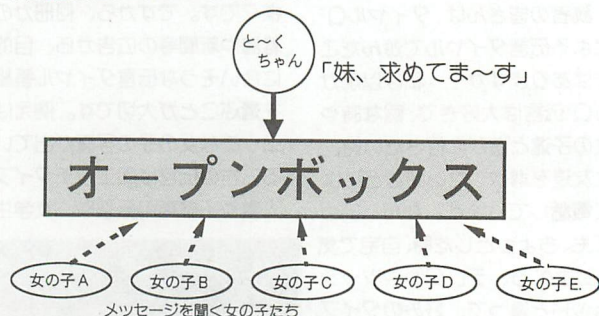 とーく
ちゃん
「妹、求めてま〜す」
オープンボックス
女の子A
女の子B
女の子C
女の子D
女の子E.
メッセージを聞く女の子たち